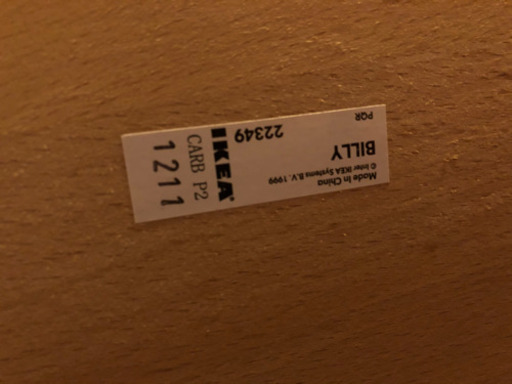 Made in China
© Inter IKEA Systems B.V. 1999
BILLY
22349
PQR
IKEA®
CARB P2
1211